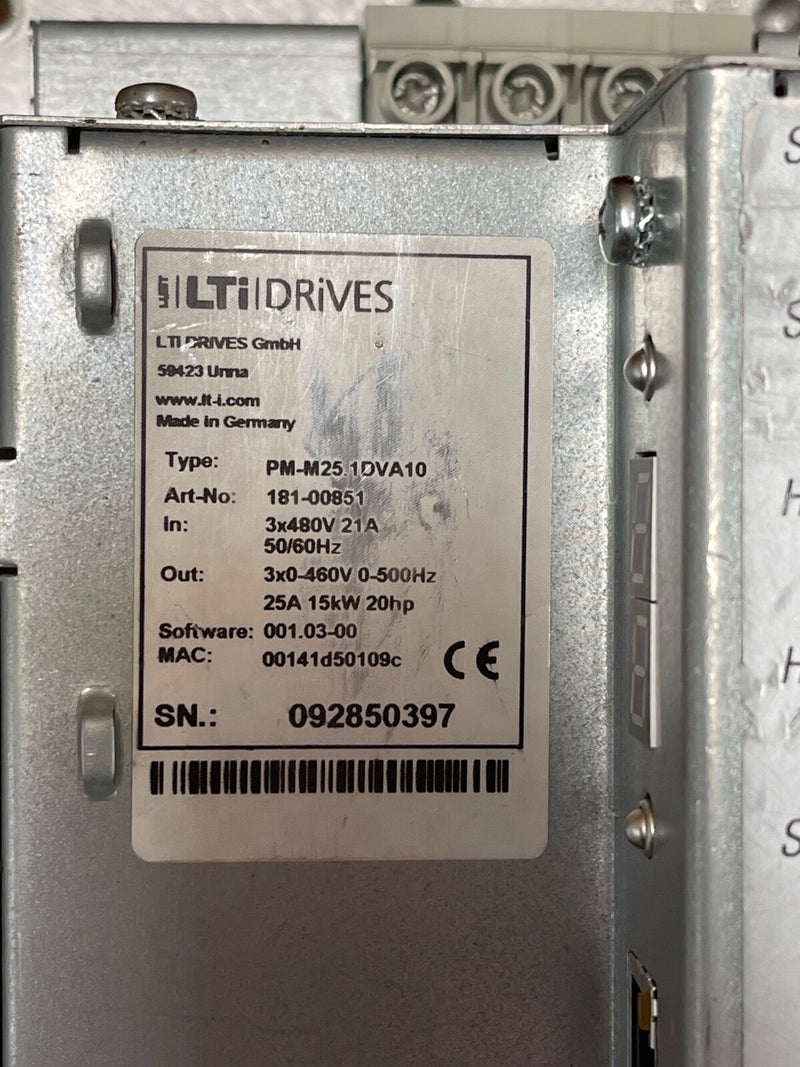 LTi DRiVES
LTI DRIVES GmbH
59423 Unna
www.lt-i.com
Made in Germany
Type: PM-M25.1DVA10
Art-No: 181-00851
In: 3x480V 21A
50/60Hz
Out: 3x0-460V 0-500Hz
25A 15kW 20hp
Software: 001.03-00
MAC: 00141d50109c
CE
SN.: 092850397
S
S
H
H
S